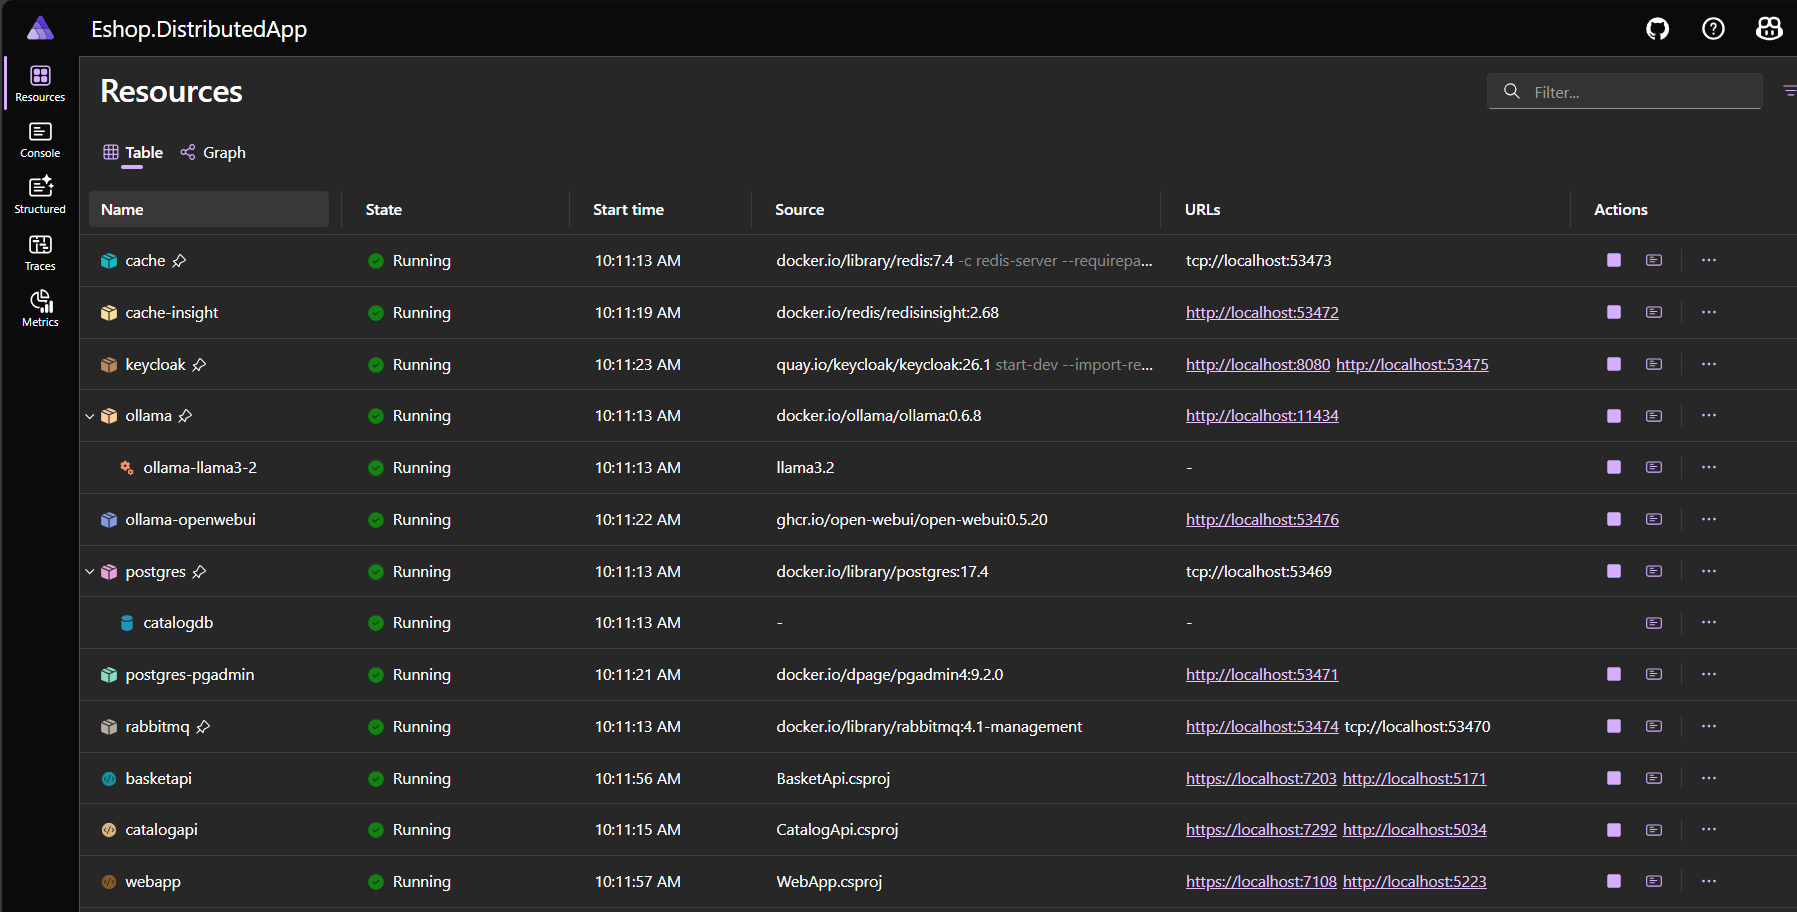 Eshop.DistributedApp
Resources
Console
Structured
Traces
Metrics
Resources
Filter...
Table Graph
Name State Start time Source URLs Actions
cache Running 10:11:13 AM docker.io/library/redis:7.4 -c redis-server --requirepa... tcp://localhost:53473
cache-insight Running 10:11:19 AM docker.io/redis/redisinsight:2.68 http://localhost:53472
keycloak Running 10:11:23 AM quay.io/keycloak/keycloak:26.1 start-dev --import-re... http://localhost:8080 http://localhost:53475
ollama Running 10:11:13 AM docker.io/ollama/ollama:0.6.8 http://localhost:11434
ollama-llama3-2 Running 10:11:13 AM llama3.2 -
ollama-openwebui Running 10:11:22 AM ghcr.io/open-webui/open-webui:0.5.20 http://localhost:53476
postgres Running 10:11:13 AM docker.io/library/postgres:17.4 tcp://localhost:53469
catalogdb Running 10:11:13 AM - -
postgres-pgadmin Running 10:11:21 AM docker.io/dpage/pgadmin4:9.2.0 http://localhost:53471
rabbitmq Running 10:11:13 AM docker.io/library/rabbitmq:4.1-management http://localhost:53474 tcp://localhost:53470
basketapi Running 10:11:56 AM BasketApi.csproj https://localhost:7203 http://localhost:5171
catalogapi Running 10:11:15 AM CatalogApi.csproj https://localhost:7292 http://localhost:5034
webapp Running 10:11:57 AM WebApp.csproj https://localhost:7108 http://localhost:5223